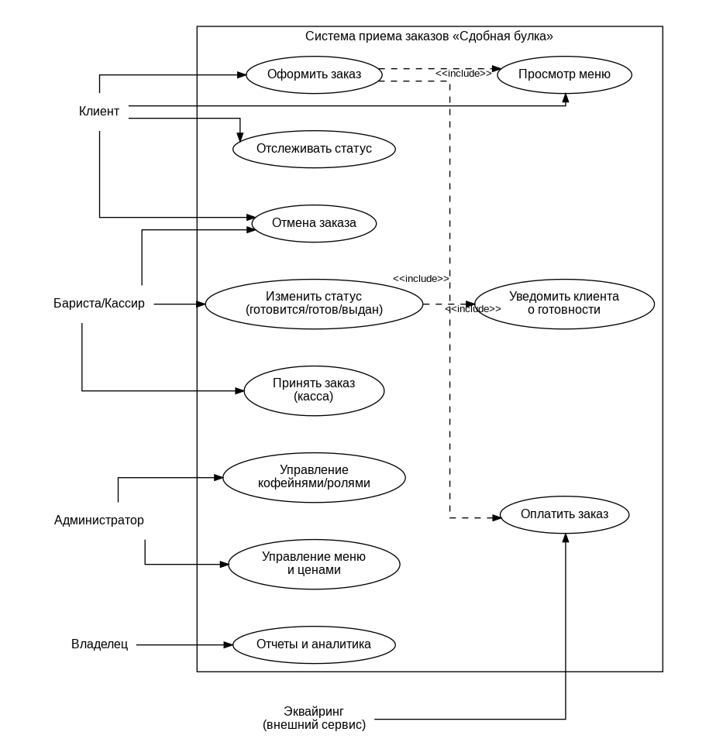 Система приема заказов «Сдобная булка»
Оформить заказ
<<include>>
Просмотр меню
Клиент
Отслеживать статус
Отмена заказа
<<include>>
Бариста/Кассир
Изменить статус
(готовится/готов/выдан)
<<include>>
Уведомить клиента
о готовности
Принять заказ
(касса)
Управление
кофейнями/ролями
Администратор
Оплатить заказ
Управление меню
и ценами
Владелец
Отчеты и аналитика
Эквайринг
(внешний сервис)